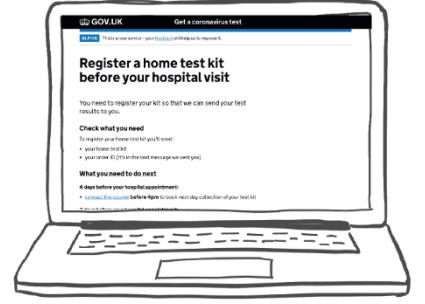 GOV.UK Get a coronavirus test
ALPHA This is a new service – your feedback will help us to improve it.
Register a home test kit
before your hospital visit
You need to register your kit so that we can send your test
results to you.
Check what you need
To register your home test kit you'll need:
• your home test kit
• your order ID (it's in the text message we sent you)
What you need to do next
4 days before your hospital appointment:
• contact the courier before 4pm to book next day collection of your test kit